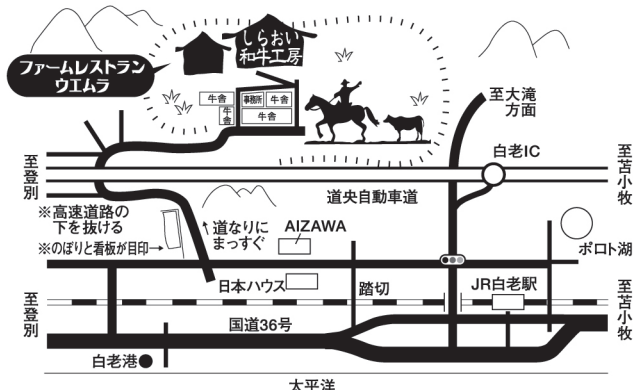 しらおい
和牛工房
ファームレストラン
ウエムラ
牛舎
事務所
牛舎
牛舎
牛舎
至大滝
方面
白老IC
至登別
至苫小牧
道央自動車道
※高速道路の
下を抜ける
※のぼりと看板が目印→
道なりに
まっすぐ
AIZAWA
ポロト湖
日本ハウス
踏切
JR白老駅
至登別
至苫小牧
国道36号
白老港
太平洋